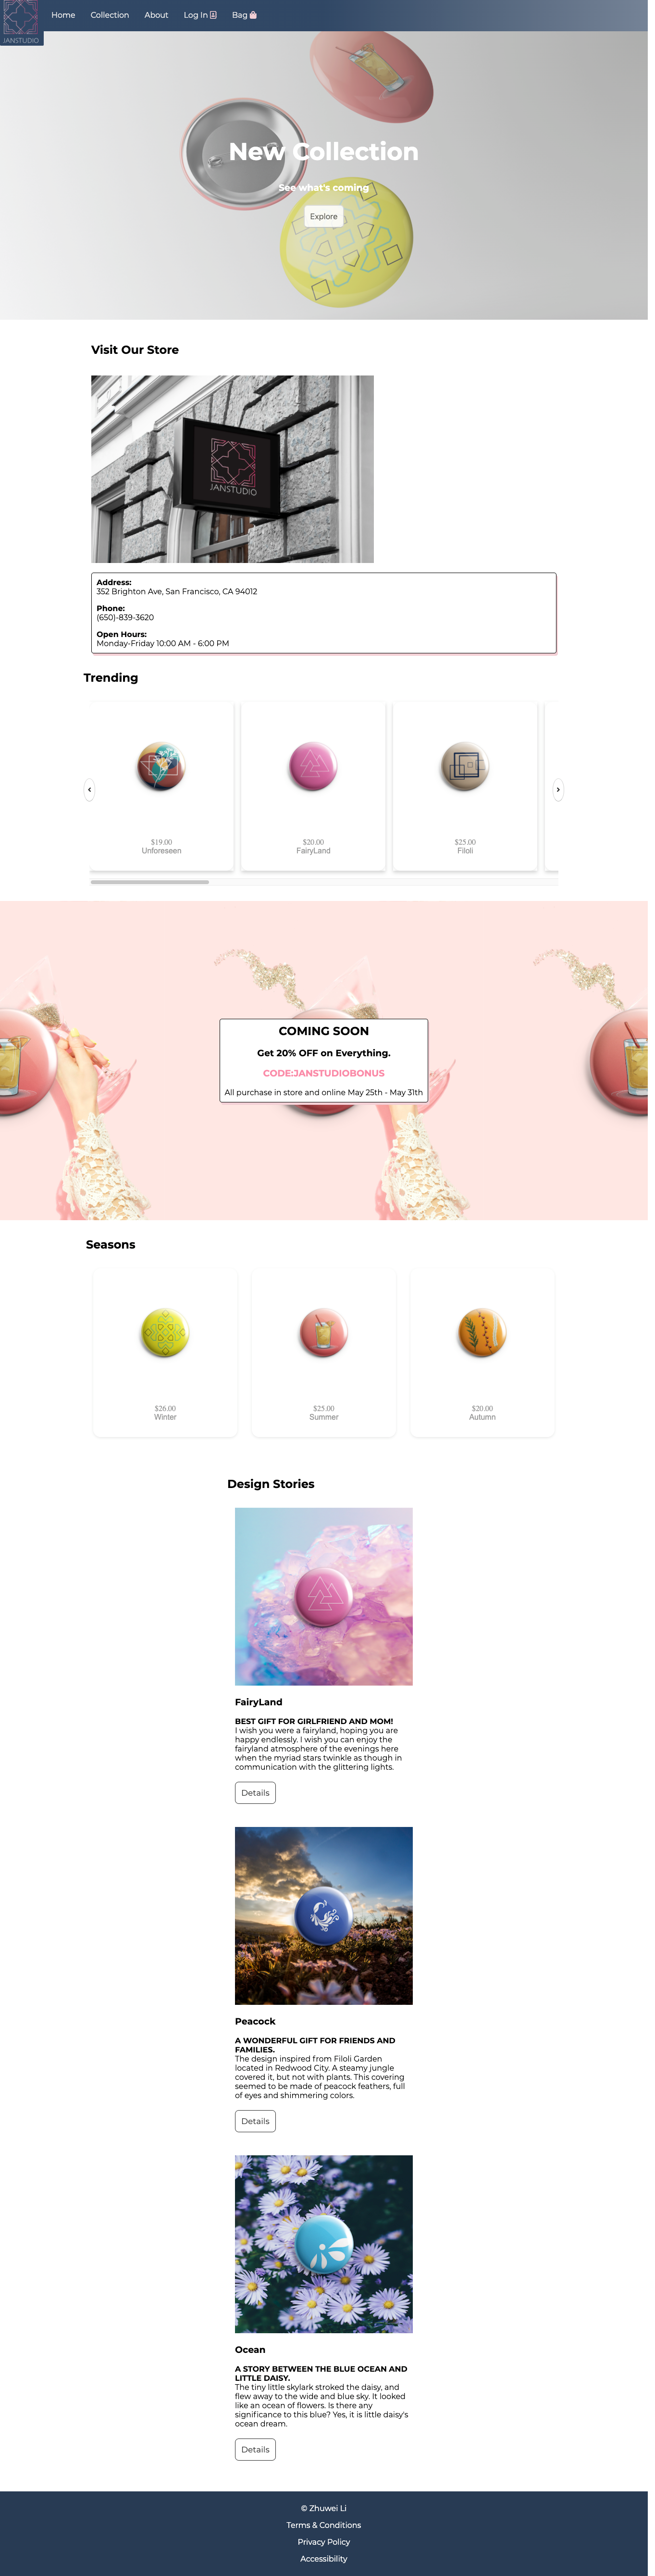 JANSTUDIO
Home
Collection
About
Log In
Bag
New Collection
See what's coming
Explore
Visit Our Store
JANSTUDIO
Address:
352 Brighton Ave, San Francisco, CA 94012
Phone:
(650)-839-3620
Open Hours:
Monday-Friday 10:00 AM - 6:00 PM
Trending
$19.00
Unforeseen
$20.00
FairyLand
$25.00
Filoli
COMING SOON
Get 20% OFF on Everything.
CODE:JANSTUDIOBONUS
All purchase in store and online May 25th - May 31th
Seasons
$26.00
Winter
$25.00
Summer
$20.00
Autumn
Design Stories
FairyLand
BEST GIFT FOR GIRLFRIEND AND MOM!
I wish you were a fairyland, hoping you are
happy endlessly. I wish you can enjoy the
fairyland atmosphere of the evenings here
when the myriad stars twinkle as though in
communication with the glittering lights.
Details
Peacock
A WONDERFUL GIFT FOR FRIENDS AND
FAMILIES.
The design inspired from Filoli Garden
located in Redwood City. A steamy jungle
covered it, but not with plants. This covering
seemed to be made of peacock feathers, full
of eyes and shimmering colors.
Details
Ocean
A STORY BETWEEN THE BLUE OCEAN AND
LITTLE DAISY.
The tiny little skylark stroked the daisy, and
flew away to the wide and blue sky. It looked
like an ocean of flowers. Is there any
significance to this blue? Yes, it is little daisy's
ocean dream.
Details
© Zhuwei Li
Terms & Conditions
Privacy Policy
Accessibility